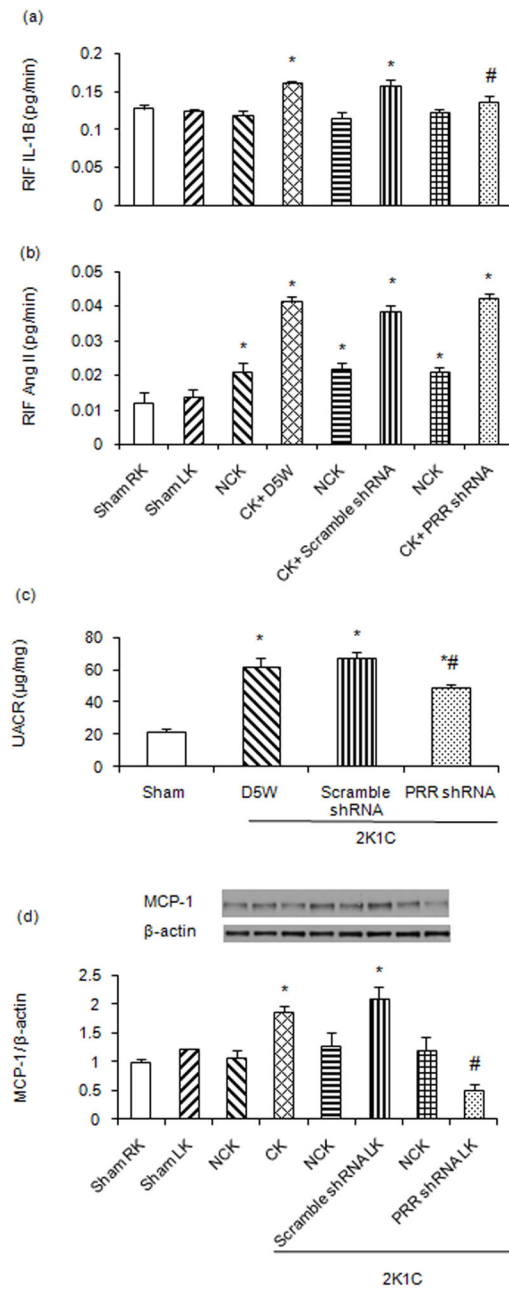 (a)
RIF IL-1B (pg/min)
0.2
0.15
0.1
0.05
0
*
*
#
(b)
RIF Ang II (pg/min)
0.05
0.04
0.03
0.02
0.01
0
*
*
*
*
*
*
Sham RK
Sham LK
NCK
CK+ D5W
NCK
CK+ Scramble shRNA
NCK
CK+ PRR shRNA
(c)
UACR (µg/mg)
80
60
40
20
0
*
*
*#
Sham
D5W
Scramble
shRNA
PRR shRNA
2K1C
(d)
MCP-1
β-actin
MCP-1/β-actin
2.5
2
1.5
1
0.5
0
*
*
#
Sham RK
Sham LK
NCK
CK
NCK
Scramble shRNA LK
NCK
PRR shRNA LK
2K1C